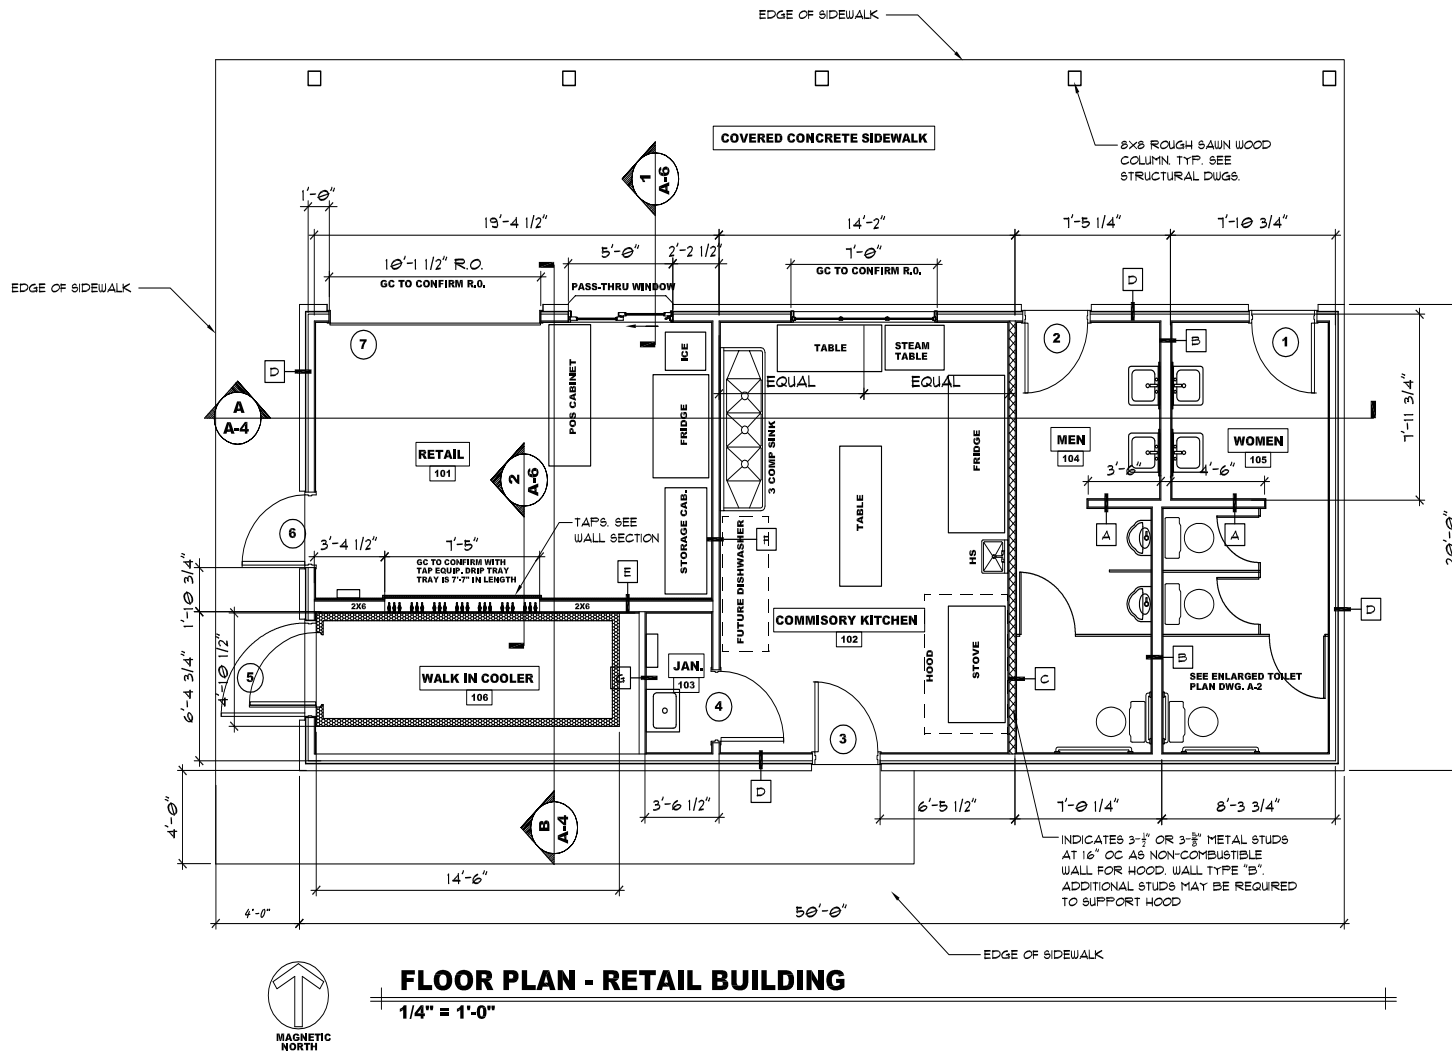 EDGE OF SIDEWALK
COVERED CONCRETE SIDEWALK
8X8 ROUGH SAWN WOOD
COLUMN. TYP. SEE
STRUCTURAL DWGS.
1
A-6
1'-0"
19'-4 1/2"
14'-2"
7'-5 1/4"
7'-10 3/4"
5'-0"
2'-2 1/2"
7'-0"
10'-1 1/2" R.O.
GC TO CONFIRM R.O.
GC TO CONFIRM R.O.
PASS-THRU WINDOW
EDGE OF SIDEWALK
D
7
D
ICE
TABLE
STEAM
TABLE
2
B
1
A
A-4
POS CABINET
FRIDGE
EQUAL
EQUAL
3 COMP SINK
FRIDGE
7'-11 3/4"
RETAIL
101
MEN
104
WOMEN
105
2
A-6
3'-6"
4'-6"
TABLE
STORAGE CAB.
6
TAPS. SEE
WALL SECTION
FUTURE DISHWASHER
H
HS
A
A
20'-0"
3'-4 1/2"
7'-5"
GC TO CONFIRM WITH
TAP EQUIP. DRIP TRAY
TRAY IS 7'-7" IN LENGTH
E
1'-10 3/4"
2X6
2X6
D
COMMISORY KITCHEN
102
4'-10 1/2"
6'-4 3/4"
5
WALK IN COOLER
106
G
JAN.
103
HOOD
STOVE
C
B
SEE ENLARGED TOILET
PLAN DWG. A-2
4
3
D
4'-0"
B
A-4
3'-6 1/2"
6'-5 1/2"
7'-0 1/4"
8'-3 3/4"
INDICATES 3-1/2" OR 3-5/8" METAL STUDS
AT 16" OC AS NON-COMBUSTIBLE
WALL FOR HOOD. WALL TYPE "B".
ADDITIONAL STUDS MAY BE REQUIRED
TO SUPPORT HOOD
14'-6"
4'-0"
50'-0"
EDGE OF SIDEWALK
FLOOR PLAN - RETAIL BUILDING
1/4" = 1'-0"
MAGNETIC
NORTH